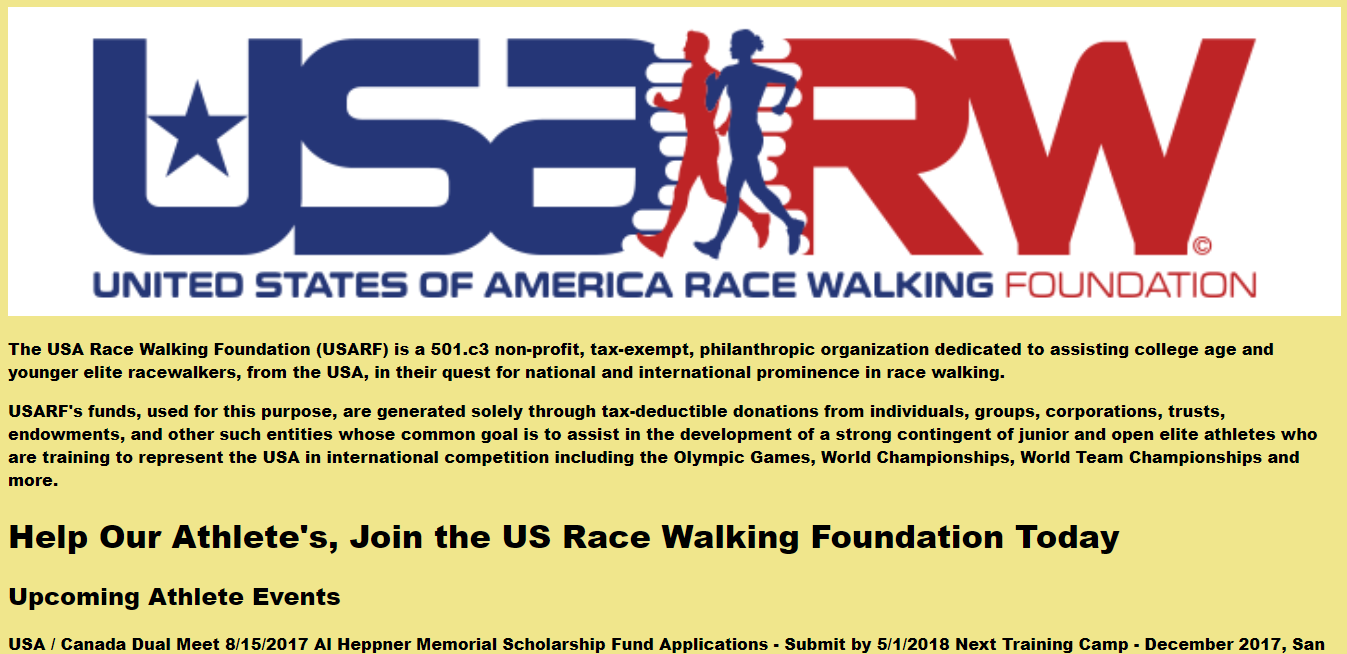 USARW
©
UNITED STATES OF AMERICA RACE WALKING FOUNDATION
The USA Race Walking Foundation (USARF) is a 501.c3 non-profit, tax-exempt, philanthropic organization dedicated to assisting college age and
younger elite racewalkers, from the USA, in their quest for national and international prominence in race walking.
USARF's funds, used for this purpose, are generated solely through tax-deductible donations from individuals, groups, corporations, trusts,
endowments, and other such entities whose common goal is to assist in the development of a strong contingent of junior and open elite athletes who
are training to represent the USA in international competition including the Olympic Games, World Championships, World Team Championships and
more.
Help Our Athlete's, Join the US Race Walking Foundation Today
Upcoming Athlete Events
USA / Canada Dual Meet 8/15/2017 Al Heppner Memorial Scholarship Fund Applications - Submit by 5/1/2018 Next Training Camp - December 2017, San